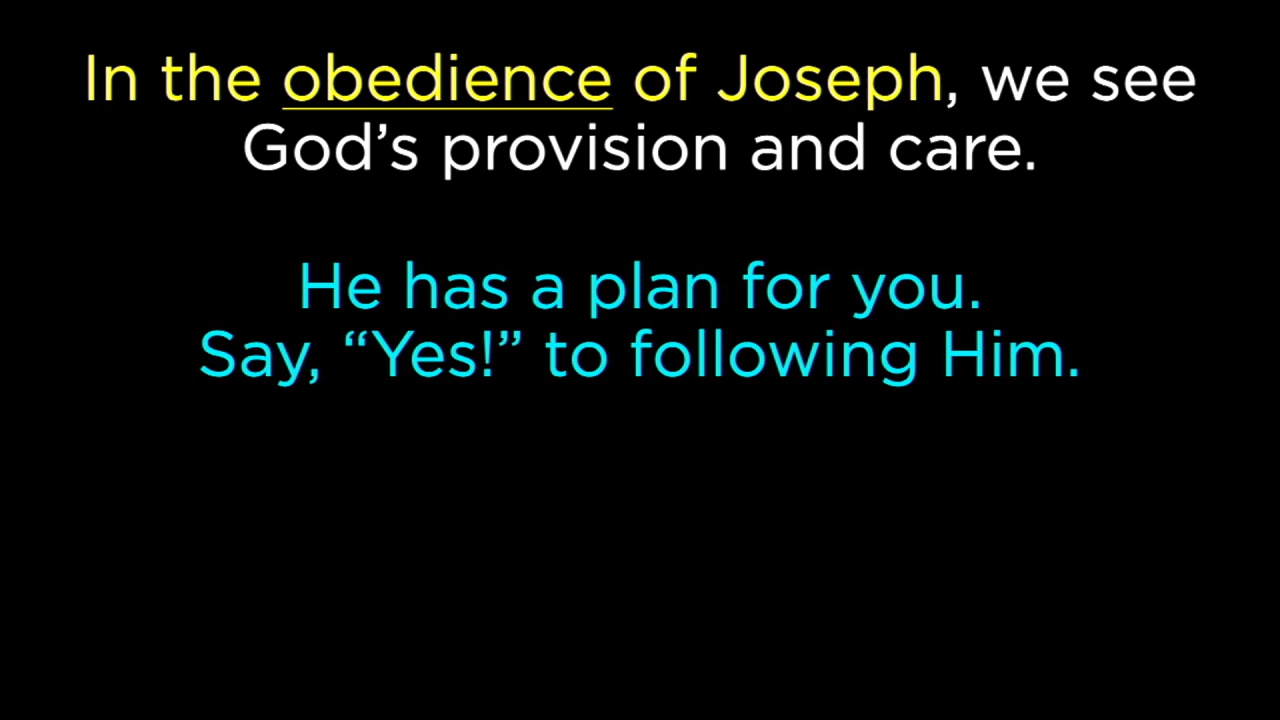 In the obedience of Joseph, we see
God’s provision and care.
He has a plan for you.
Say, “Yes!” to following Him.